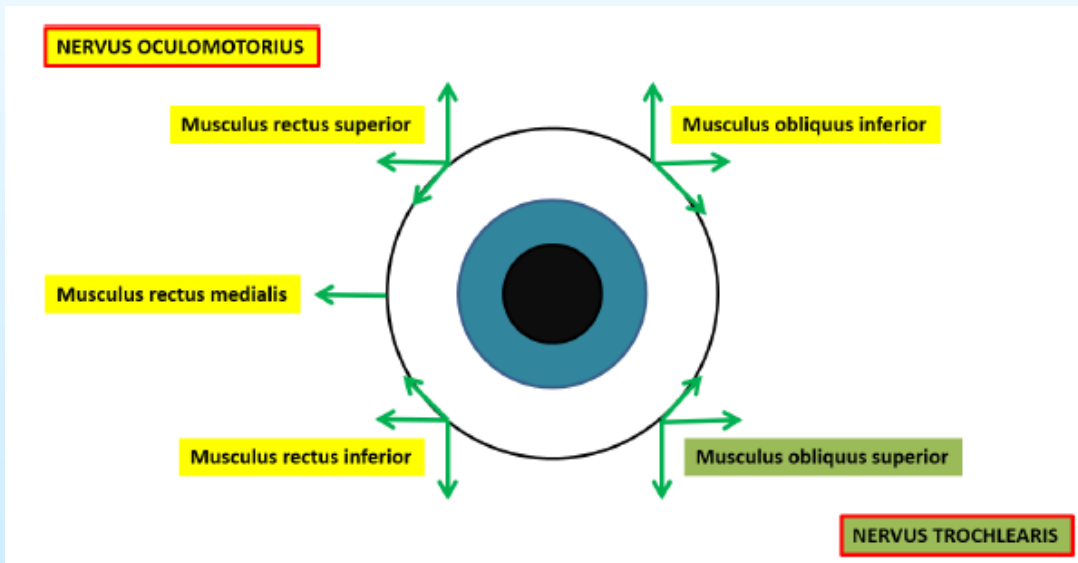 NERVUS OCULOMOTORIUS
Musculus rectus superior
Musculus obliquus inferior
Musculus rectus medialis
Musculus rectus inferior
Musculus obliquus superior
NERVUS TROCHLEARIS